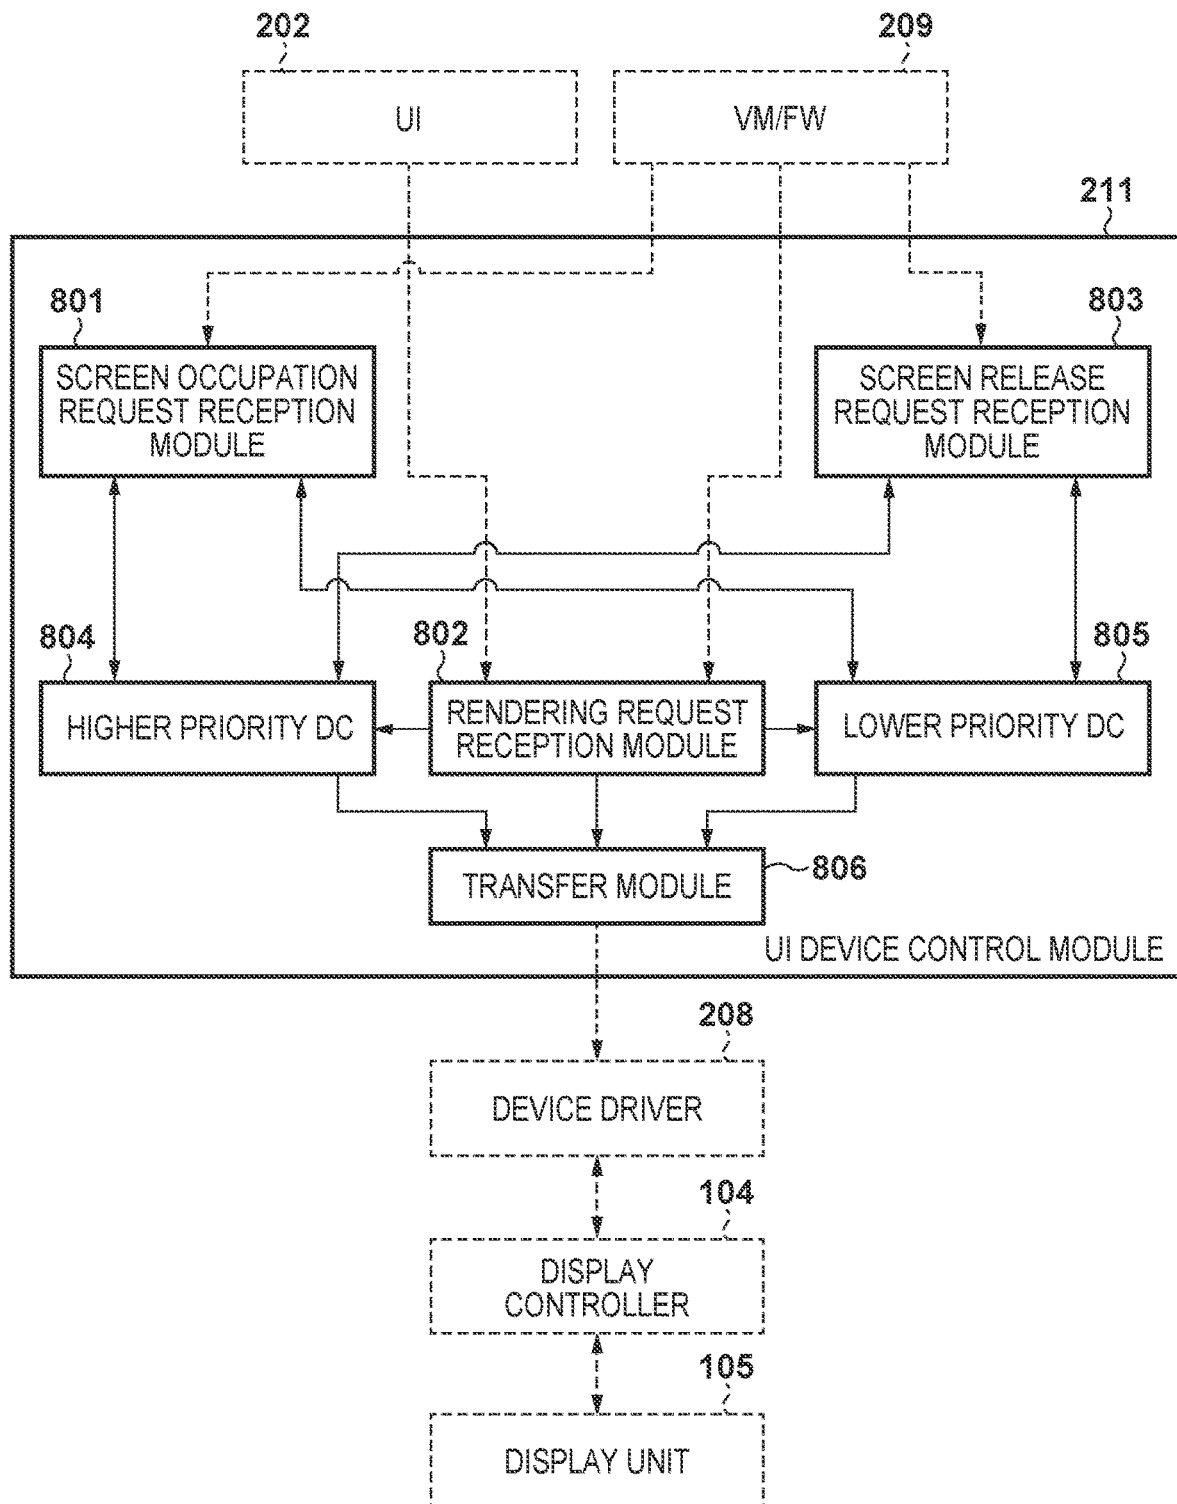 202
209
UI
VM/FW
211
801
803
SCREEN OCCUPATION
REQUEST RECEPTION
MODULE
SCREEN RELEASE
REQUEST RECEPTION
MODULE
804
802
805
HIGHER PRIORITY DC
RENDERING REQUEST
RECEPTION MODULE
LOWER PRIORITY DC
TRANSFER MODULE
806
UI DEVICE CONTROL MODULE
208
DEVICE DRIVER
104
DISPLAY
CONTROLLER
105
DISPLAY UNIT